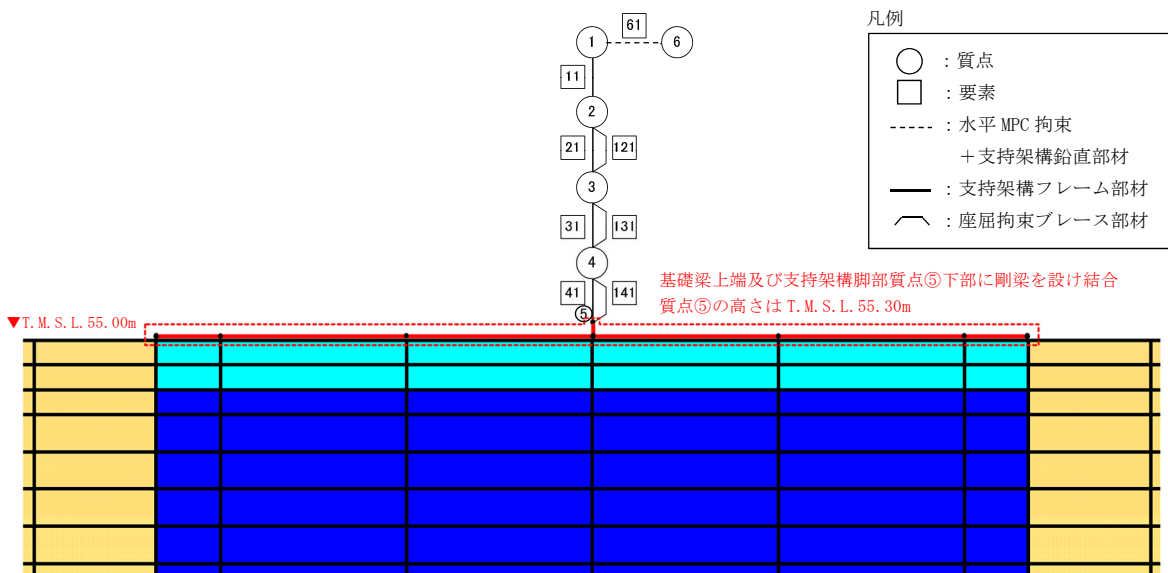 61
1
6
11
2
21
121
3
31
131
4
41
141
⑤
凡例
：質点
：要素
：水平 MPC 拘束
＋支持架構鉛直部材
：支持架構フレーム部材
：座屈拘束ブレース部材
基礎梁上端及び支持架構脚部質点⑤下部に剛梁を設け結合
質点⑤の高さは T.M.S.L.55.30m
▼T.M.S.L.55.00m